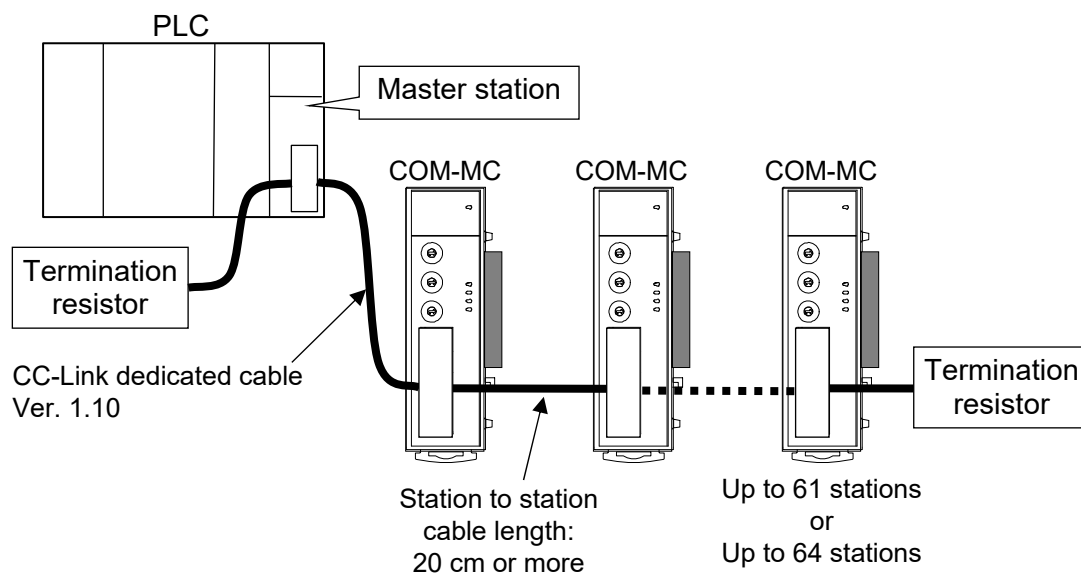 PLC
Master station
COM-MC
COM-MC
COM-MC
Termination
resistor
CC-Link dedicated cable
Ver. 1.10
Termination
resistor
Station to station
cable length:
20 cm or more
Up to 61 stations
or
Up to 64 stations